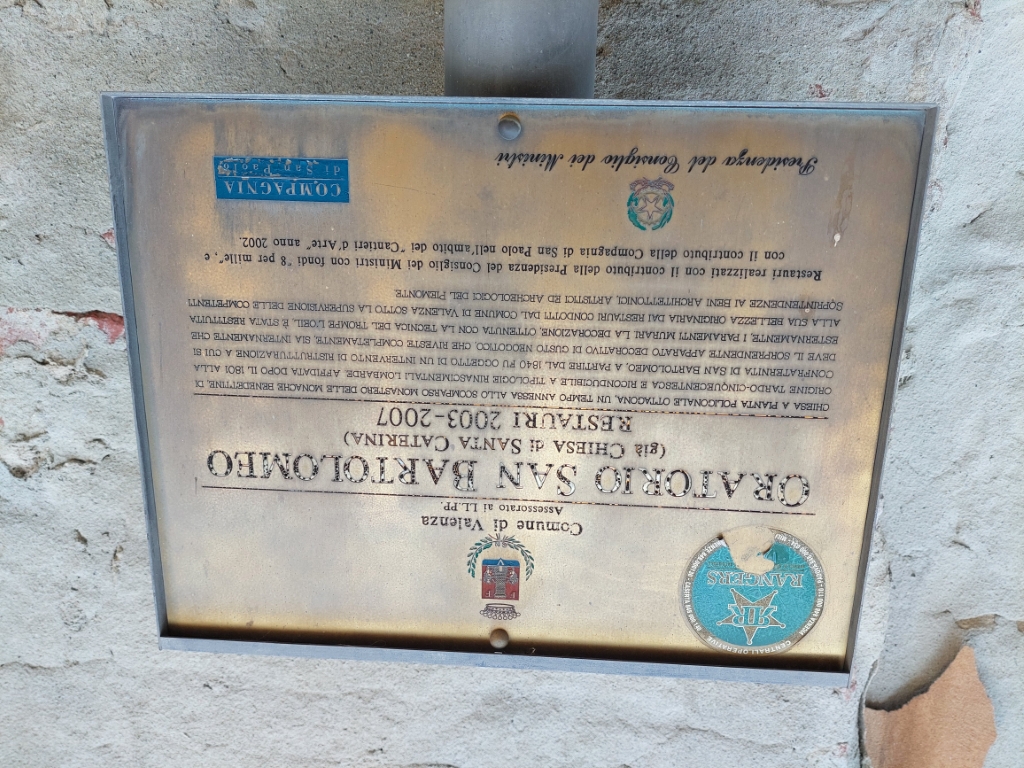 RANGERS
CENTRALI OPERATIVE
Comune di Valenza
Assessorato ai LL.PP.
ORATORIO SAN BARTOLOMEO
(già CHIESA di SANTA CATERINA)
RESTAURI 2003-2007
CHIESA A PIANTA POLIGONALE OTTAGONA, UN TEMPO ANNESSA ALLO SCOMPARSO MONASTERO DELLE MONACHE BENEDETTINE, DI
ORIGINE TARDO-CINQUECENTESCA E RICONDUCIBILE A TIPOLOGIE RINASCIMENTALI LOMBARDE, AFFIDATA DOPO IL 1801 ALLA
CONFRATERNITA DI SAN BARTOLOMEO, A PARTIRE DAL 1840 FU OGGETTO DI UN INTERVENTO DI RISTRUTTURAZIONE A CUI SI
DEVE IL SORPRENDENTE APPARATO DECORATIVO DI GUSTO NEOGOTICO, CHE RIVESTE COMPLETAMENTE, SIA INTERNAMENTE CHE
ESTERNAMENTE, I PARAMENTI MURARI. LA DECORAZIONE, OTTENUTA CON LA TECNICA DEL TROMPE L'OEIL, È STATA RESTITUITA
ALLA SUA BELLEZZA ORIGINARIA DAI RESTAURI CONDOTTI DAL COMUNE DI VALENZA SOTTO LA SUPERVISIONE DELLE COMPETENTI
SOPRINTENDENZE AI BENI ARCHITETTONICI, ARTISTICI ED ARCHEOLOGICI DEL PIEMONTE.
Restauri realizzati con il contributo della Presidenza del Consiglio dei Ministri con fondi "8 per mille", e
con il contributo della Compagnia di San Paolo nell'ambito dei "Cantieri d'Arte" anno 2002.
Presidenza del Consiglio dei Ministri
COMPAGNIA
di San Paolo